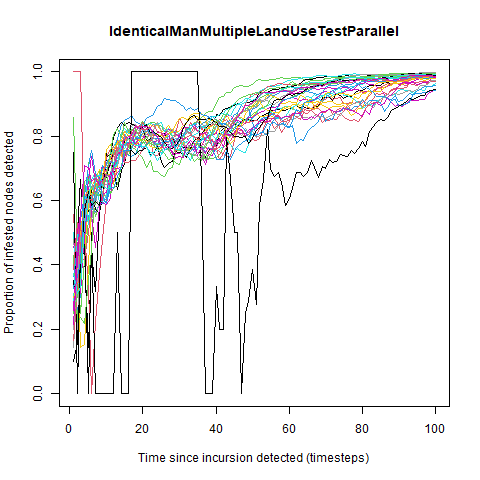 IdenticalManMultipleLandUseTestParallel
Proportion of infested nodes detected
1.0
0.8
0.6
0.4
0.2
0.0
0 20 40 60 80 100
Time since incursion detected (timesteps)